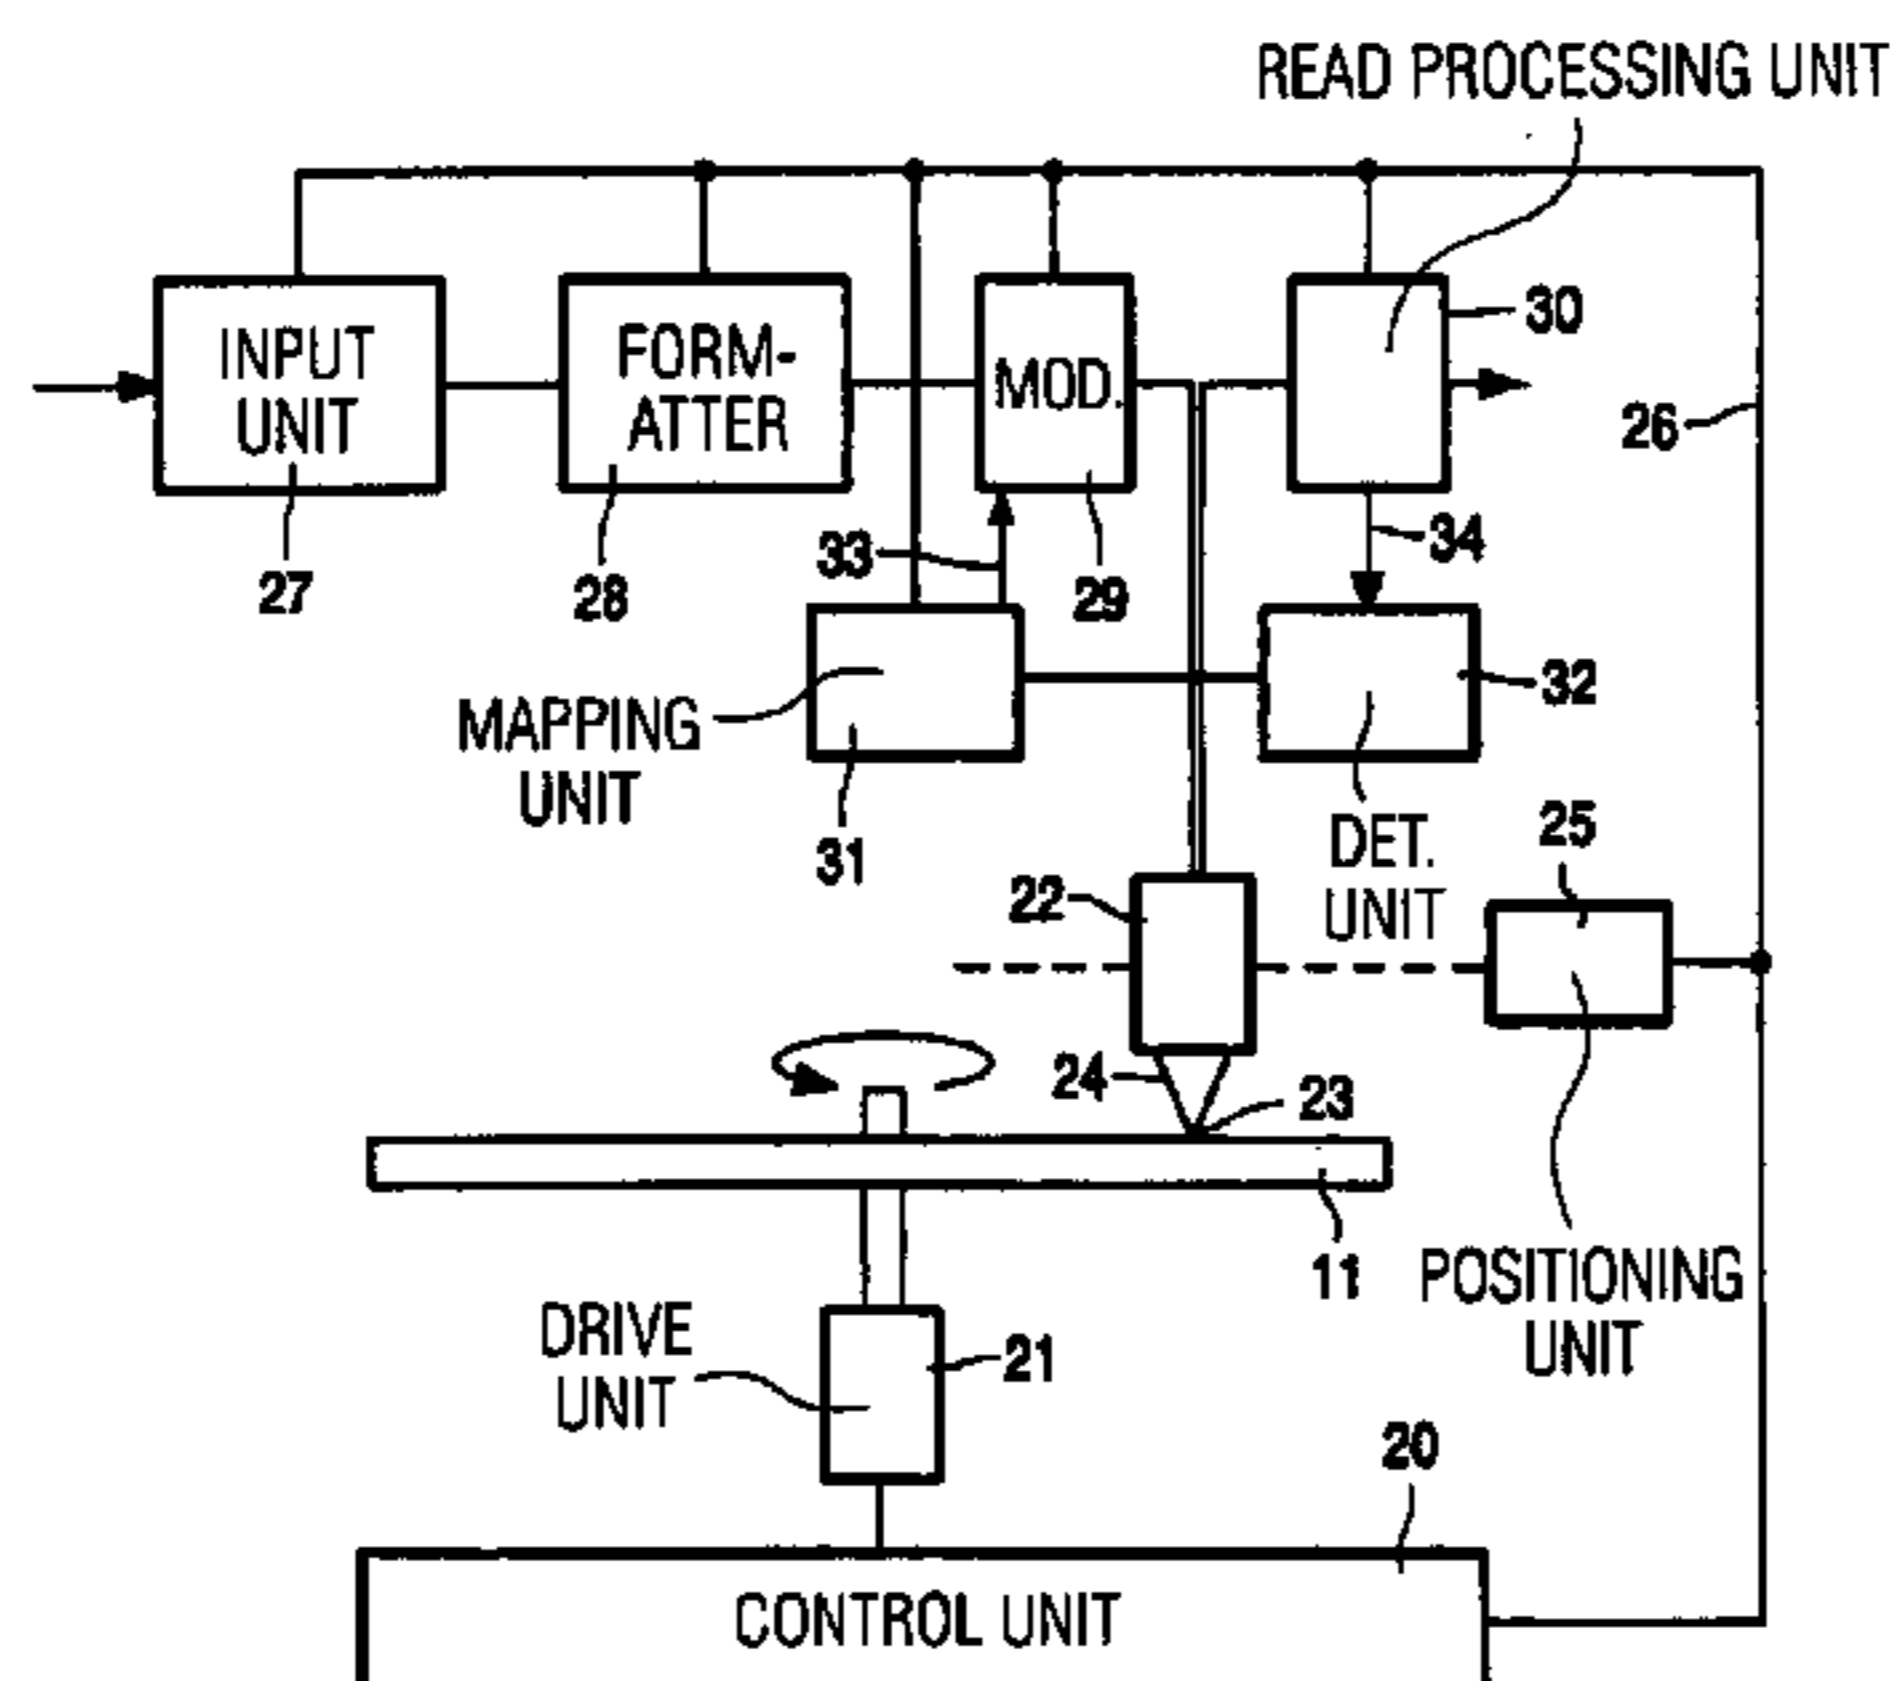 READ PROCESSING UNIT
INPUT
UNIT
FORM-
ATTER
MOD.
30
26
34
33
27
28
29
32
MAPPING
UNIT
31
DET.
UNIT
25
22
24
23
11
POSITIONING
UNIT
DRIVE
UNIT
21
20
CONTROL UNIT